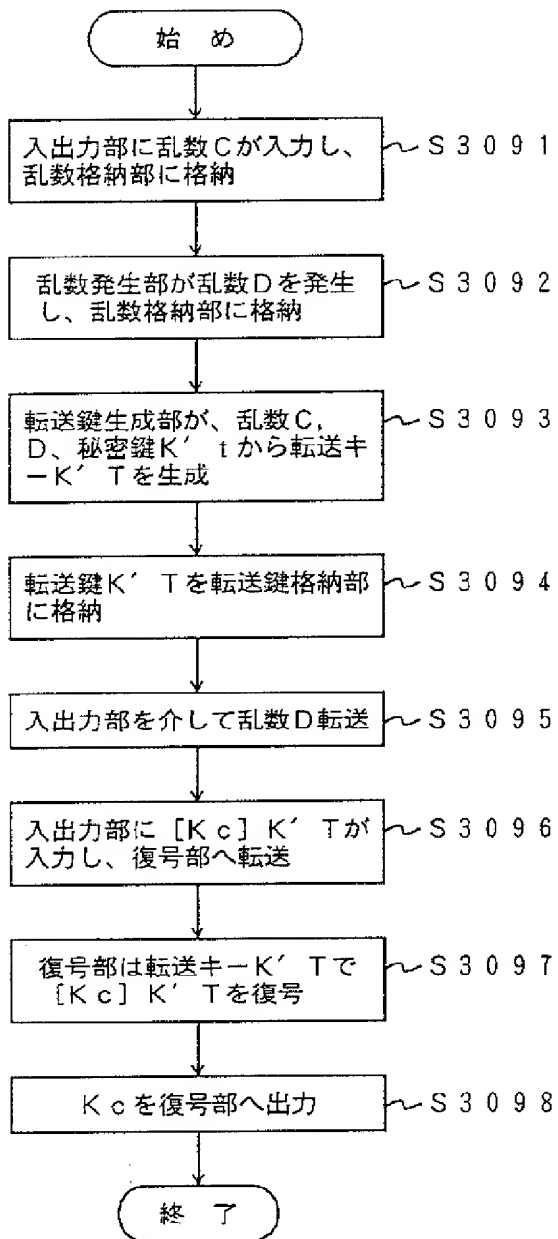 始 め
入出力部に乱数Cが入力し、
乱数格納部に格納
S3091
乱数発生部が乱数Dを発生
し、乱数格納部に格納
S3092
転送鍵生成部が、乱数C,
D、秘密鍵K′ tから転送キ
ーK′ Tを生成
S3093
転送鍵K′ Tを転送鍵格納部
に格納
S3094
入出力部を介して乱数D転送
S3095
入出力部に [Kc] K′ Tが
入力し、復号部へ転送
S3096
復号部は転送キーK′ Tで
[Kc] K′ Tを復号
S3097
Kcを復号部へ出力
S3098
終 了